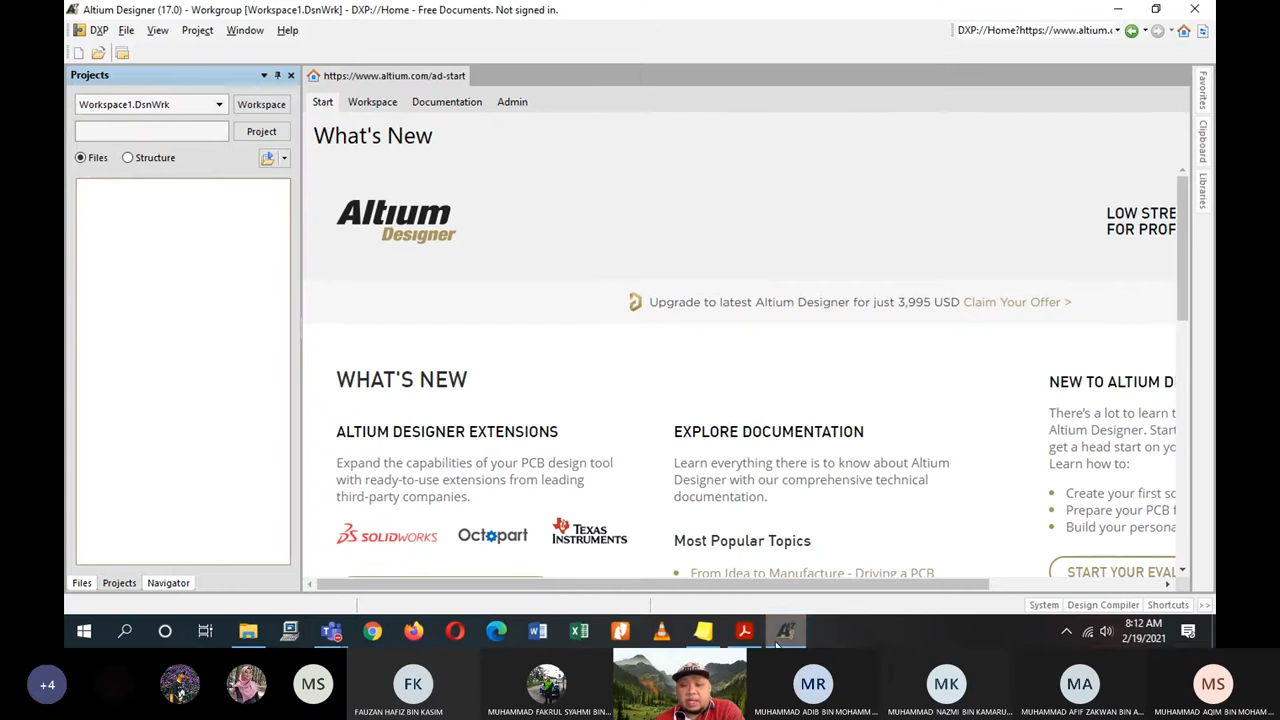 Altium Designer (17.0) - Workgroup [Workspace1.DsnWrk] - DXP://Home - Free Documents. Not signed in.
DXP File View Project Window Help
DXP://Home?https://www.altium.c
Projects
https://www.altium.com/ad-start
Workspace1.DsnWrk Workspace
Start Workspace Documentation Admin
Project
Files Structure
What's New
Altium
Designer
LOW STRE
FOR PROF
Upgrade to latest Altium Designer for just 3,995 USD Claim Your Offer >
WHAT'S NEW
ALTIUM DESIGNER EXTENSIONS
Expand the capabilities of your PCB design tool
with ready-to-use extensions from leading
third-party companies.
SOLIDWORKS Octopart TEXAS INSTRUMENTS
EXPLORE DOCUMENTATION
Learn everything there is to know about Altium
Designer with our comprehensive technical
documentation.
Most Popular Topics
From Idea to Manufacture - Driving a PCB
NEW TO ALTIUM D
There's a lot to learn t
Altium Designer. Start
get a head start on yo
Learn how to:
Create your first sc
Prepare your PCB f
Build your persona
START YOUR EVAL
Favorites
Clipboard
Libraries
Files Projects Navigator
System Design Compiler Shortcuts >>
8:12 AM
2/19/2021
+4
MS
FK
FAUZAN HAFIZ BIN KASIM
MUHAMMAD FAKRUL SYAHMI BIN...
MR
MUHAMMAD ADIB BIN MOHAMM...
MK
MUHAMMAD NAZMI BIN KAMARU...
MA
MUHAMMAD AFIF ZAKWAN BIN A...
MS
MUHAMMAD AQIM BIN MOHAM...